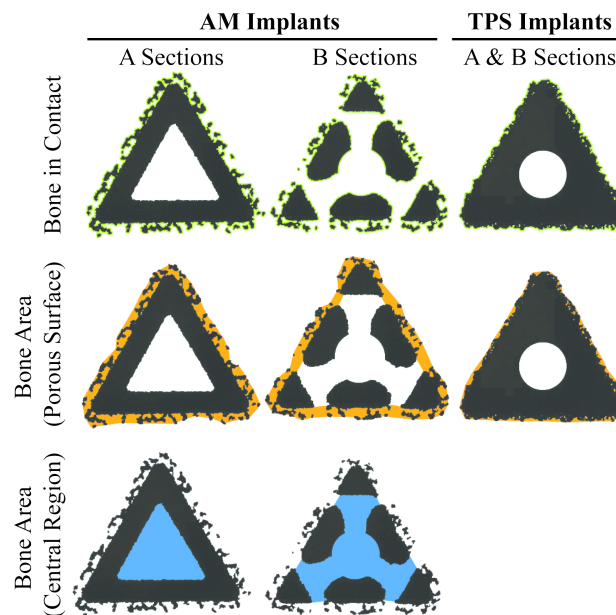 AM Implants
TPS Implants
A Sections
B Sections
A & B Sections
Bone in Contact
Bone Area
(Porous Surface)
Bone Area
(Central Region)